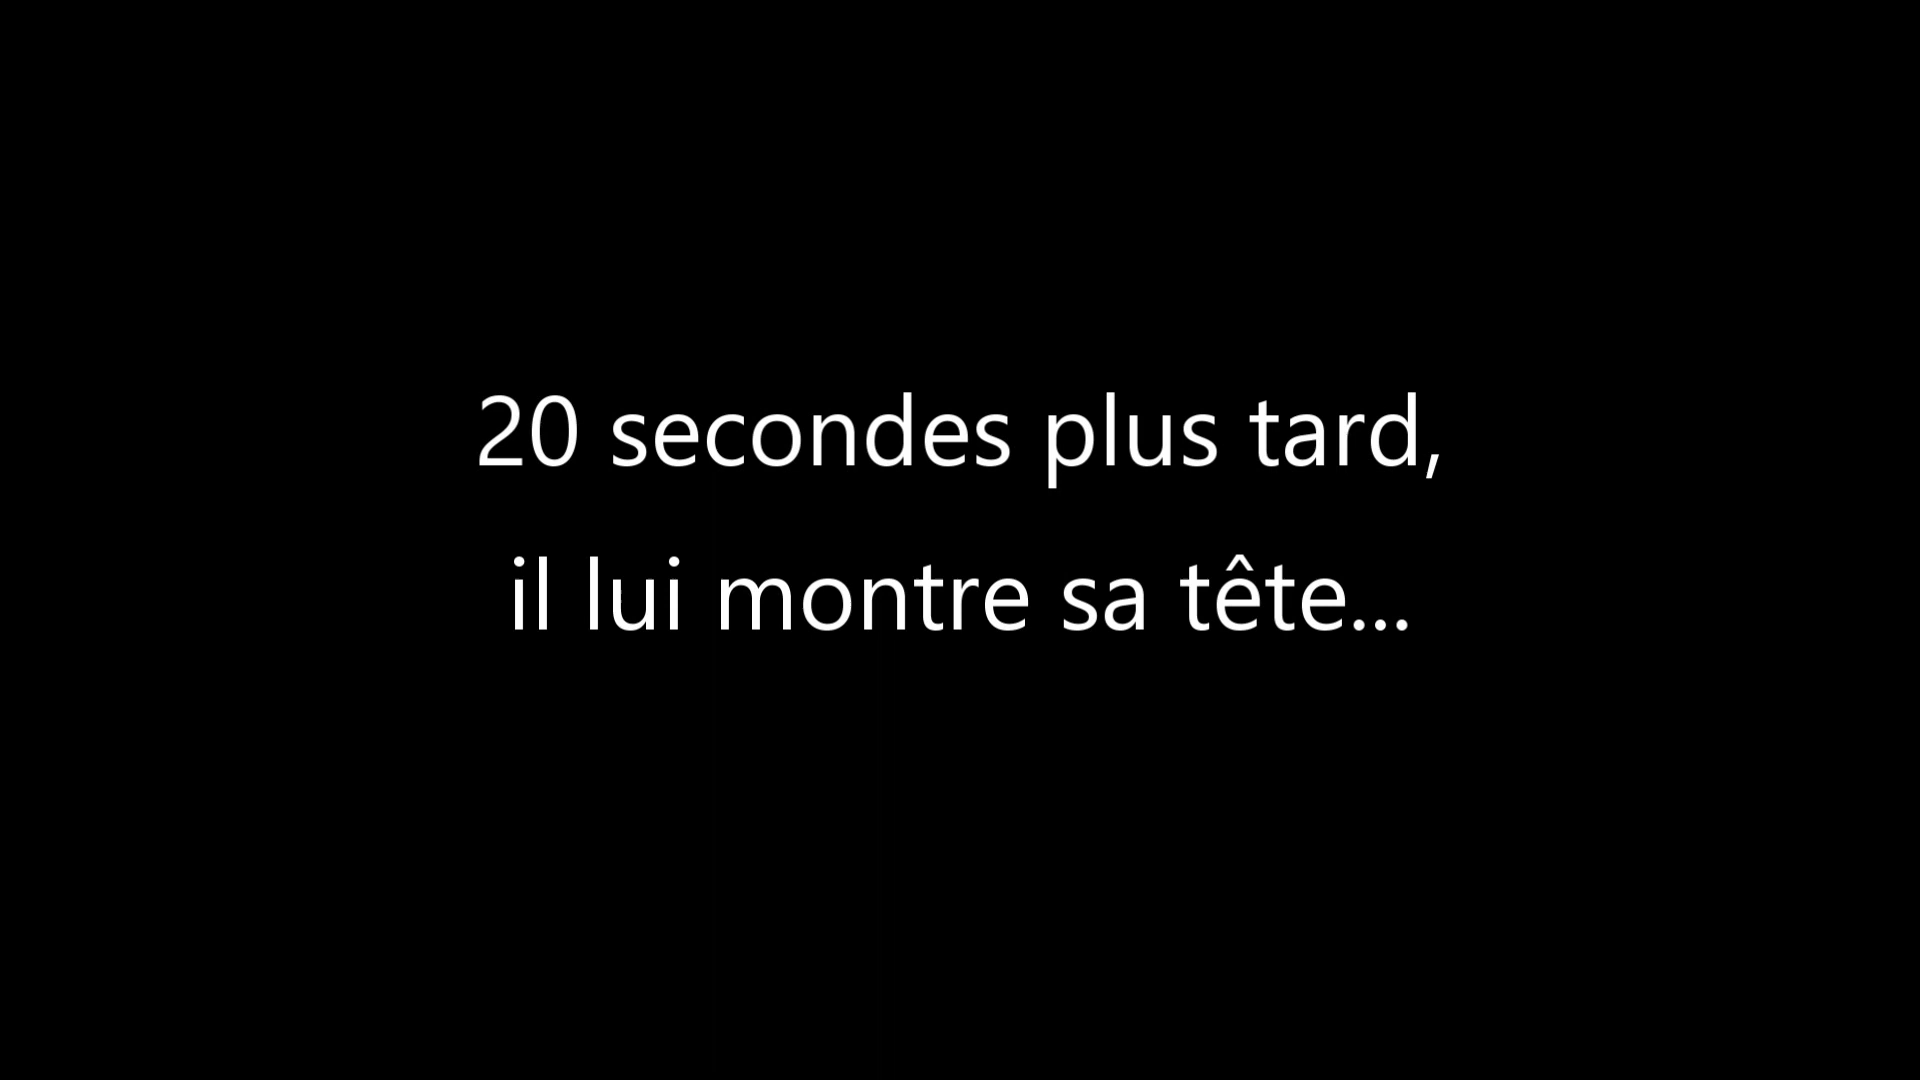 20 secondes plus tard,
il lui montre sa tête...